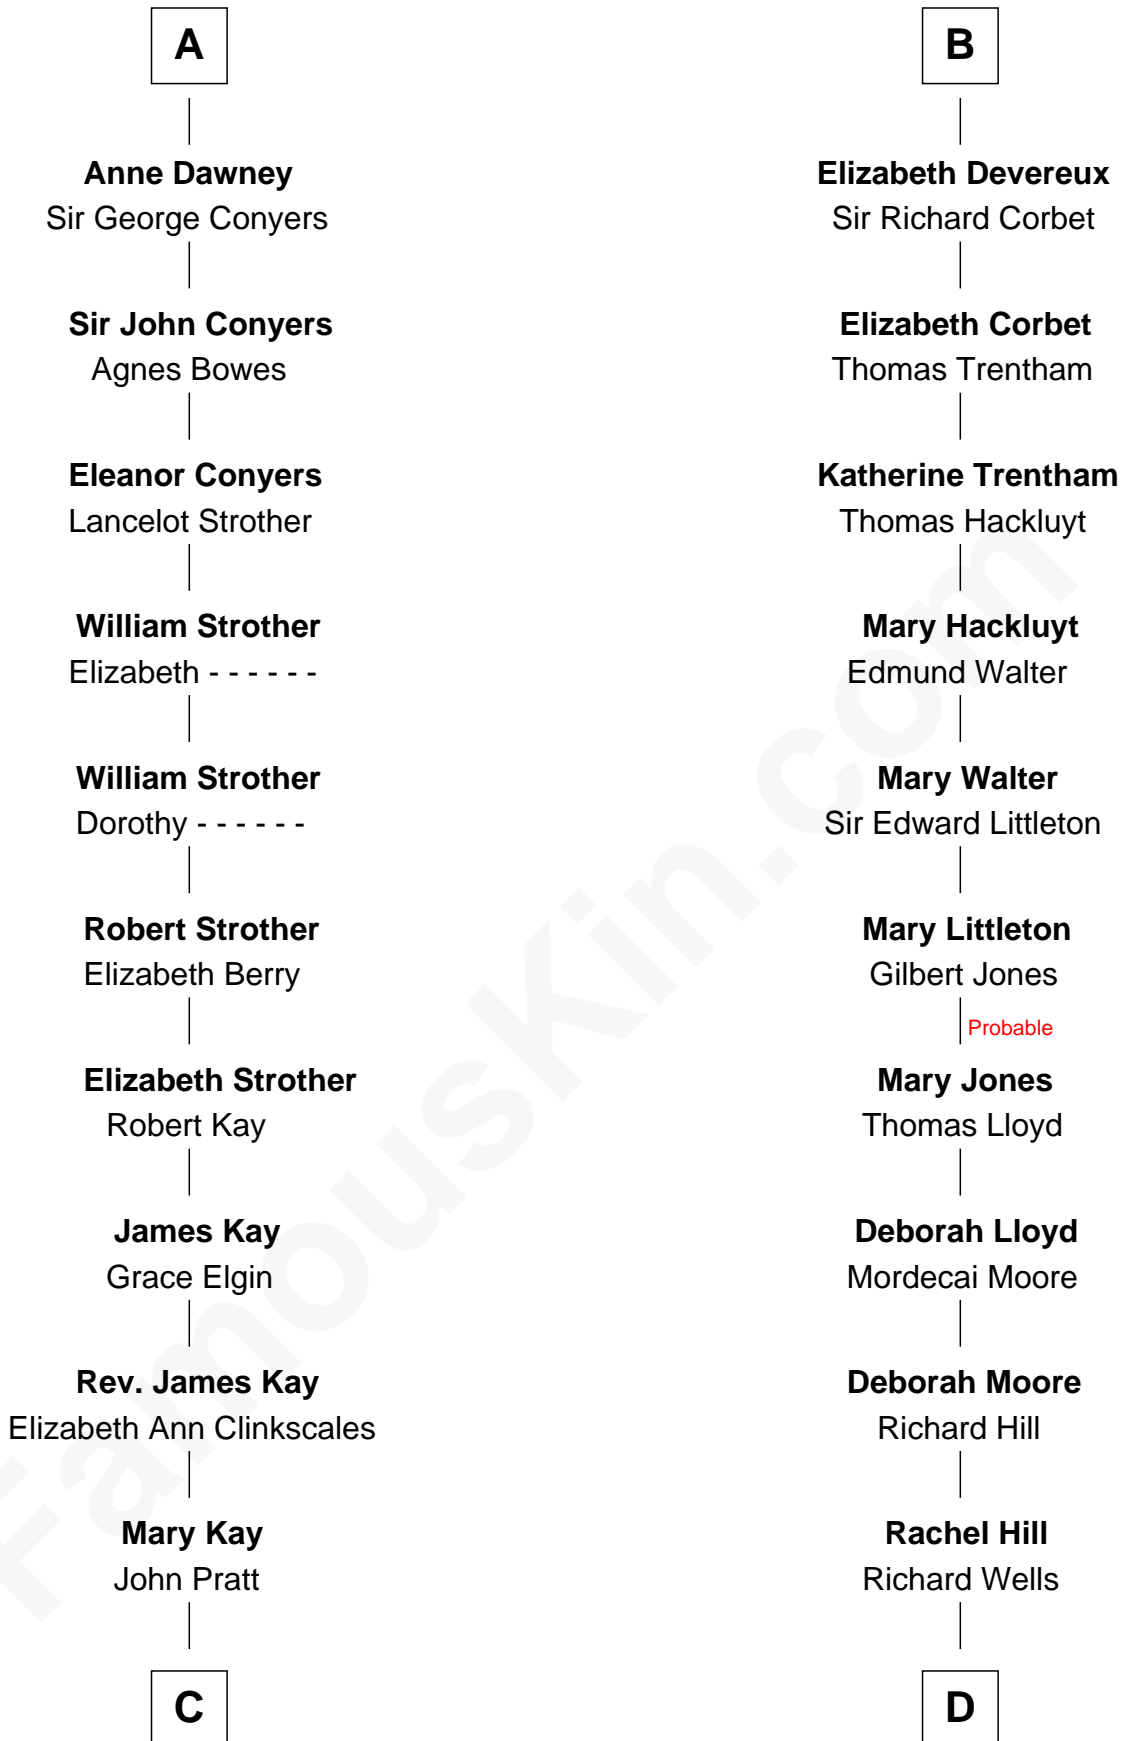 A
Anne Dawney
Sir George Conyers
Sir John Conyers
Agnes Bowes
Eleanor Conyers
Lancelot Strother
William Strother
Elizabeth - - - - - -
William Strother
Dorothy - - - - - -
Robert Strother
Elizabeth Berry
Elizabeth Strother
Robert Kay
James Kay
Grace Elgin
Rev. James Kay
Elizabeth Ann Clinkscales
Mary Kay
John Pratt
C
B
Elizabeth Devereux
Sir Richard Corbet
Elizabeth Corbet
Thomas Trentham
Katherine Trentham
Thomas Hackluyt
Mary Hackluyt
Edmund Walter
Mary Walter
Sir Edward Littleton
Mary Littleton
Gilbert Jones
Probable
Mary Jones
Thomas Lloyd
Deborah Lloyd
Mordecai Moore
Deborah Moore
Richard Hill
Rachel Hill
Richard Wells
D
FamousKin.com